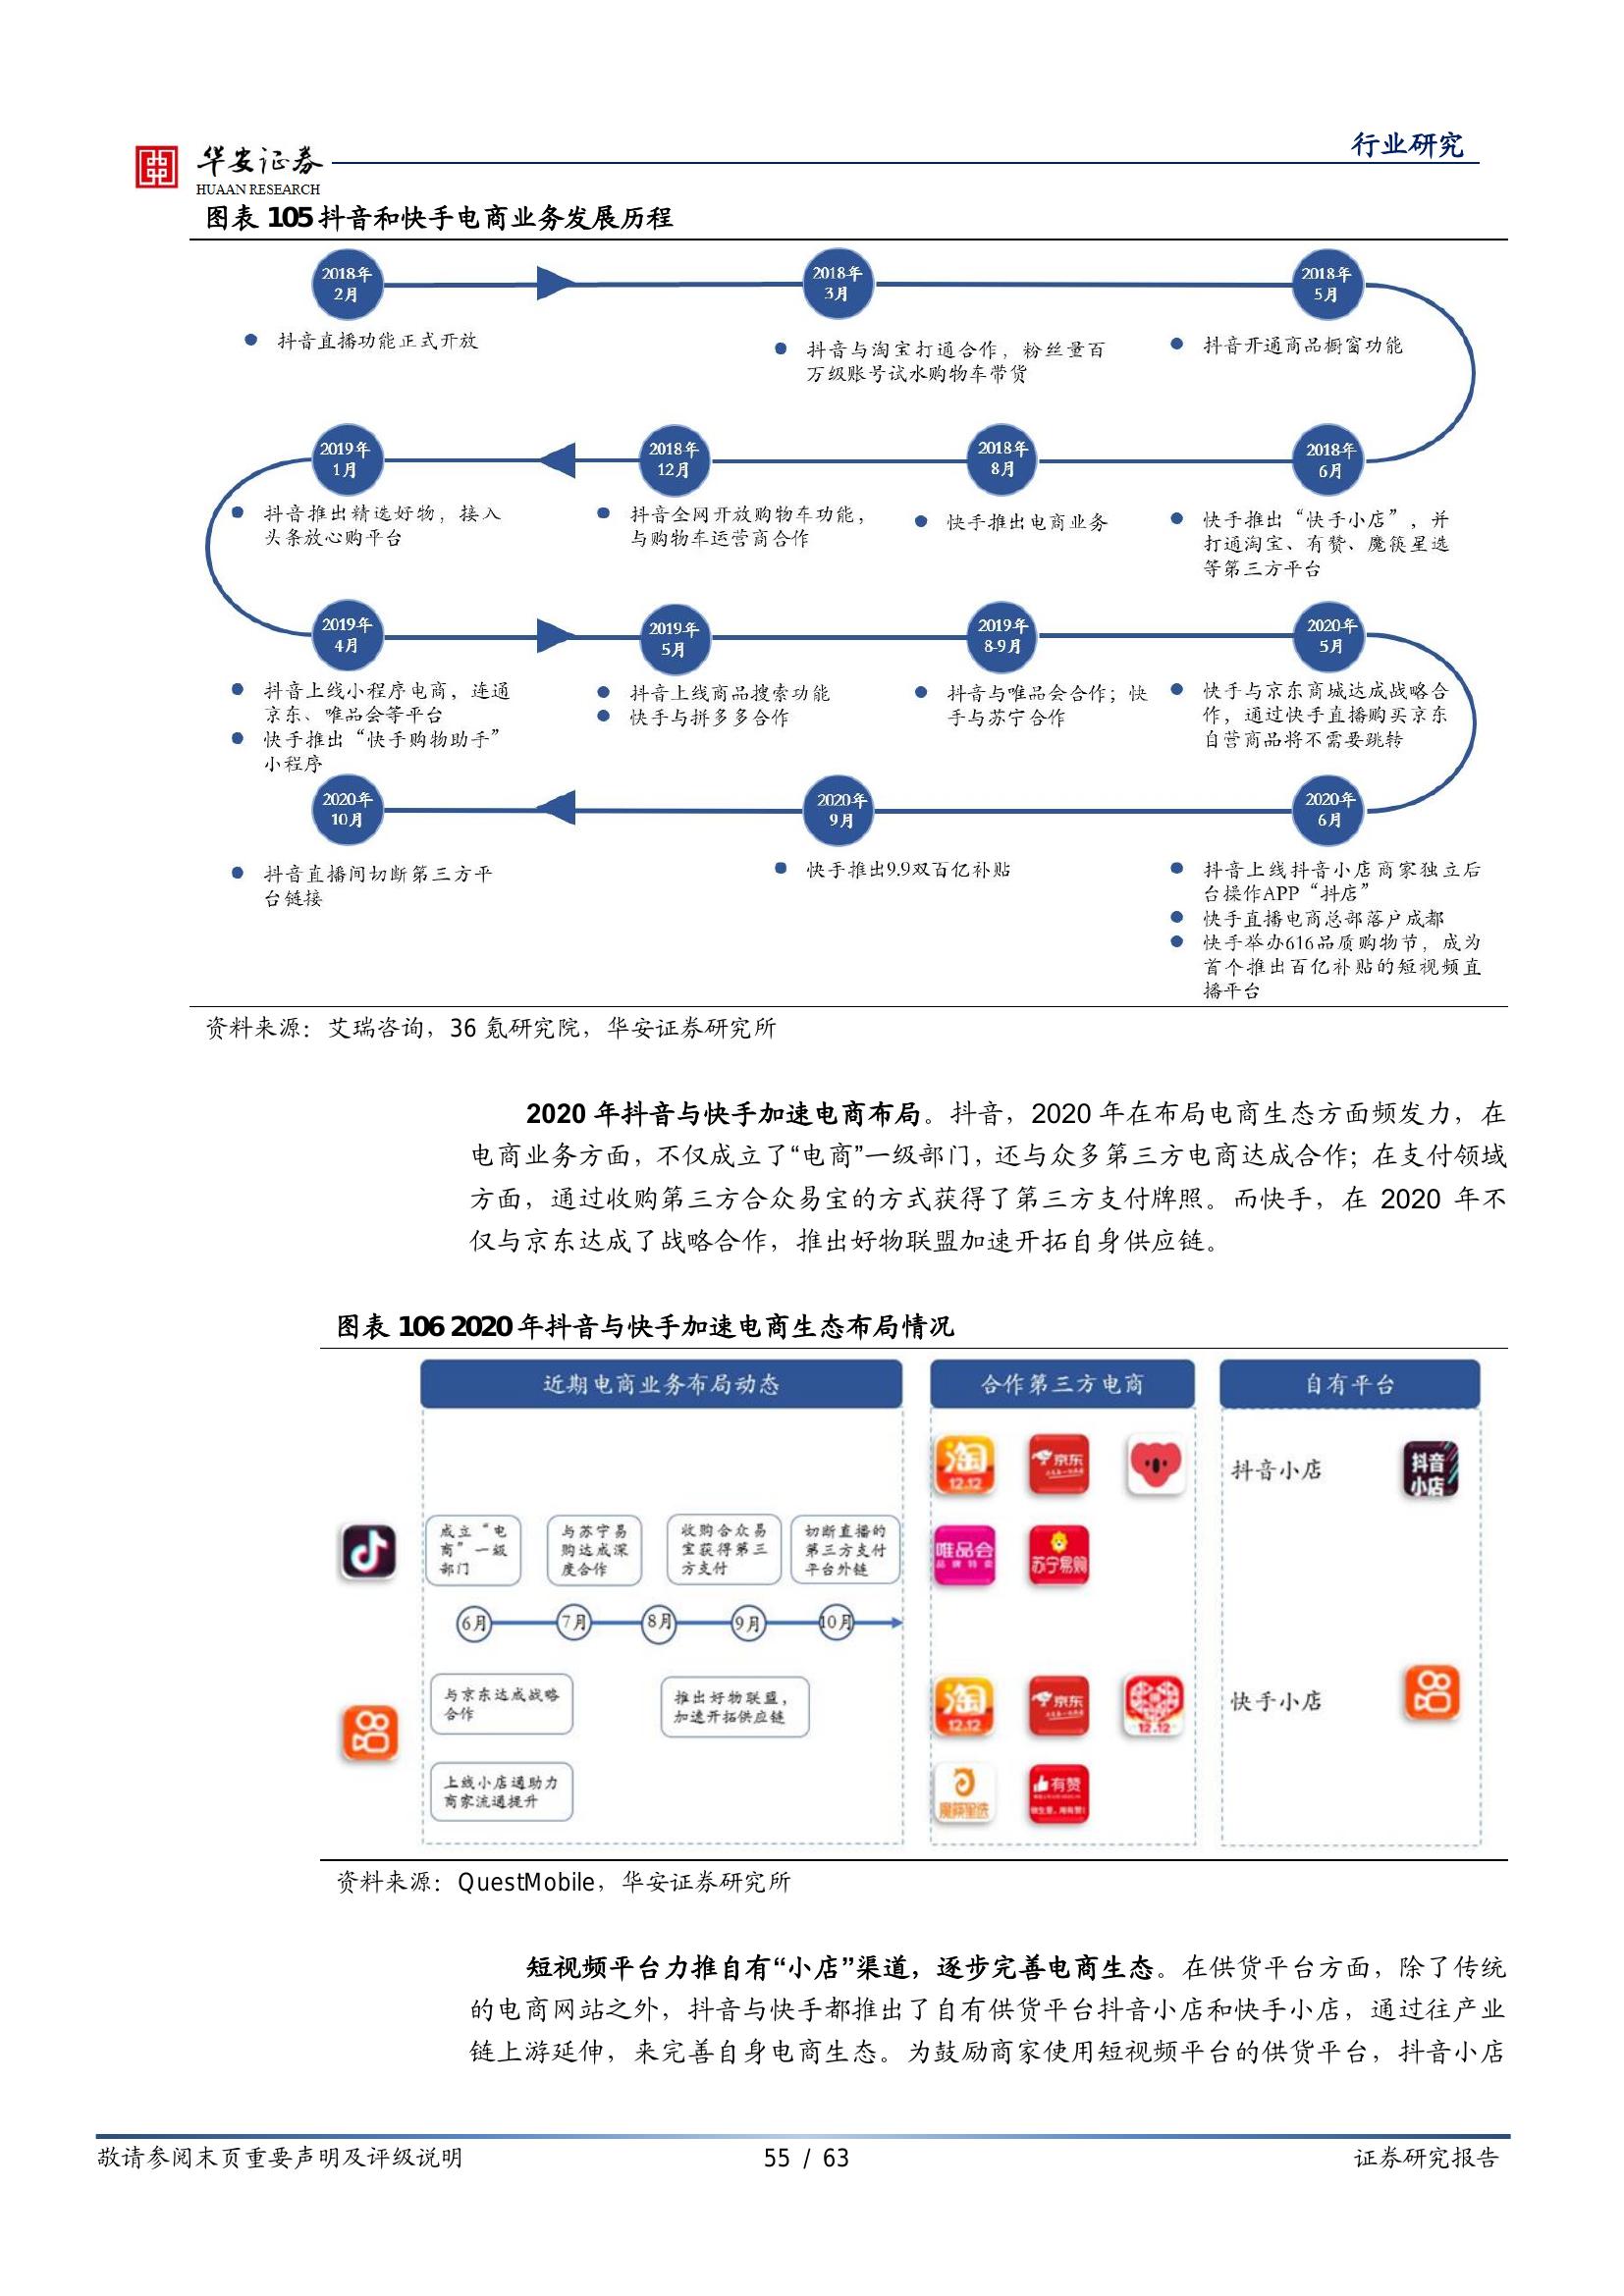 行业研究
华安证券
HUAAN RESEARCH
图表 105 抖音和快手电商业务发展历程
2018年
2月
2018年
3月
2018年
5月
抖音直播功能正式开放
抖音与淘宝打通合作，粉丝量百
万级账号试水购物车带货
抖音开通商品橱窗功能
2019年
1月
2018年
12月
2018年
8月
2018年
6月
抖音推出精选好物，接入
头条放心购平台
抖音全网开放购物车功能，
与购物车运营商合作
快手推出电商业务
快手推出“快手小店”，并
打通淘宝、有赞、魔筷星选
等第三方平台
2019年
4月
2019年
5月
2019年
8-9月
2020年
5月
抖音上线小程序电商，连通
京东、唯品会等平台
快手推出“快手购物助手”
小程序
抖音上线商品搜索功能
快手与拼多多合作
抖音与唯品会合作；快
手与苏宁合作
快手与京东商城达成战略合
作，通过快手直播购买京东
自营商品将不需要跳转
2020年
10月
2020年
9月
2020年
6月
抖音直播间切断第三方平
台链接
快手推出9.9双百亿补贴
抖音上线抖音小店商家独立后
台操作APP“抖店”
快手直播电商总部落户成都
快手举办616品质购物节，成为
首个推出百亿补贴的短视频直
播平台
资料来源：艾瑞咨询，36 氪研究院，华安证券研究所
2020 年抖音与快手加速电商布局。抖音，2020 年在布局电商生态方面频发力，在
电商业务方面，不仅成立了“电商”一级部门，还与众多第三方电商达成合作；在支付领域
方面，通过收购第三方合众易宝的方式获得了第三方支付牌照。而快手，在 2020 年不
仅与京东达成了战略合作，推出好物联盟加速开拓自身供应链。
图表 106 2020 年抖音与快手加速电商生态布局情况
近期电商业务布局动态
合作第三方电商
自有平台
成立“电
商”一级
部门
与苏宁易
购达成深
度合作
收购合众易
宝获得第三
方支付
切断直播的
第三方支付
平台外链
6月
7月
8月
9月
10月
与京东达成战略
合作
推出好物联盟，
加速开拓供应链
上线小店通助力
商家流通提升
淘
12.12
京东
唯品会
苏宁易购
抖音小店
抖音
小店
淘
12.12
京东
12.12
魔筷星选
有赞
快手小店
资料来源：QuestMobile，华安证券研究所
短视频平台力推自有“小店”渠道，逐步完善电商生态。在供货平台方面，除了传统
的电商网站之外，抖音与快手都推出了自有供货平台抖音小店和快手小店，通过往产业
链上游延伸，来完善自身电商生态。为鼓励商家使用短视频平台的供货平台，抖音小店
敬请参阅末页重要声明及评级说明
55 / 63
证券研究报告